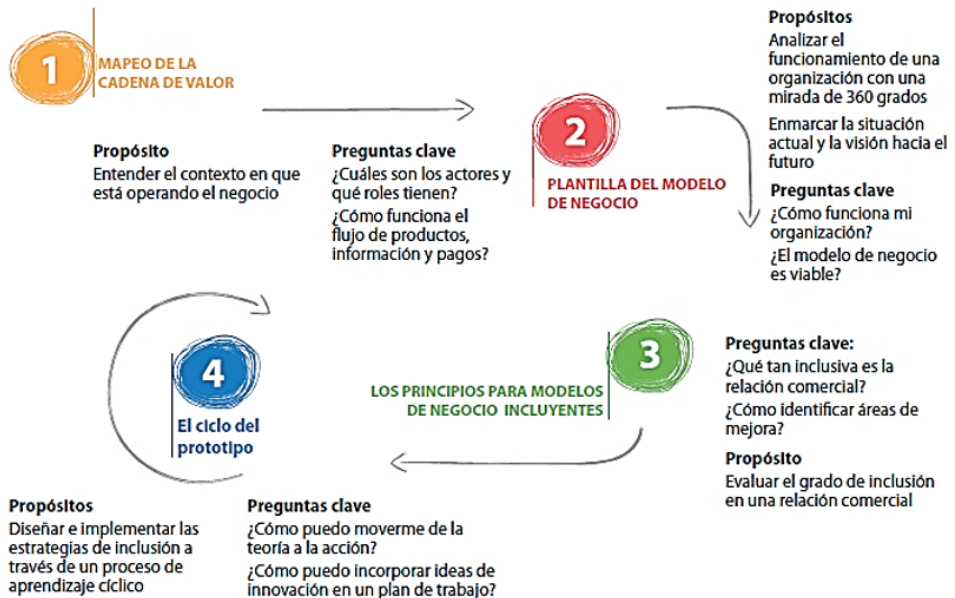 1
MAPEO DE LA
CADENA DE VALOR
Propósito
Entender el contexto en que
está operando el negocio
Preguntas clave
¿Cuáles son los actores y
qué roles tienen?
¿Cómo funciona el
flujo de productos,
información y pagos?
2
PLANTILLA DEL MODELO
DE NEGOCIO
Propósitos
Analizar el
funcionamiento de una
organización con una
mirada de 360 grados
Enmarcar la situación
actual y la visión hacia el
futuro
Preguntas clave
¿Cómo funciona mi
organización?
¿El modelo de negocio
es viable?
3
LOS PRINCIPIOS PARA MODELOS
DE NEGOCIO INCLUYENTES
Preguntas clave:
¿Qué tan inclusiva es la
relación comercial?
¿Cómo identificar áreas de
mejora?
Propósito
Evaluar el grado de inclusión
en una relación comercial
4
El ciclo del
prototipo
Propósitos
Diseñar e implementar las
estrategias de inclusión a
través de un proceso de
aprendizaje cíclico
Preguntas clave
¿Cómo puedo moverme de la
teoría a la acción?
¿Cómo puedo incorporar ideas de
innovación en un plan de trabajo?